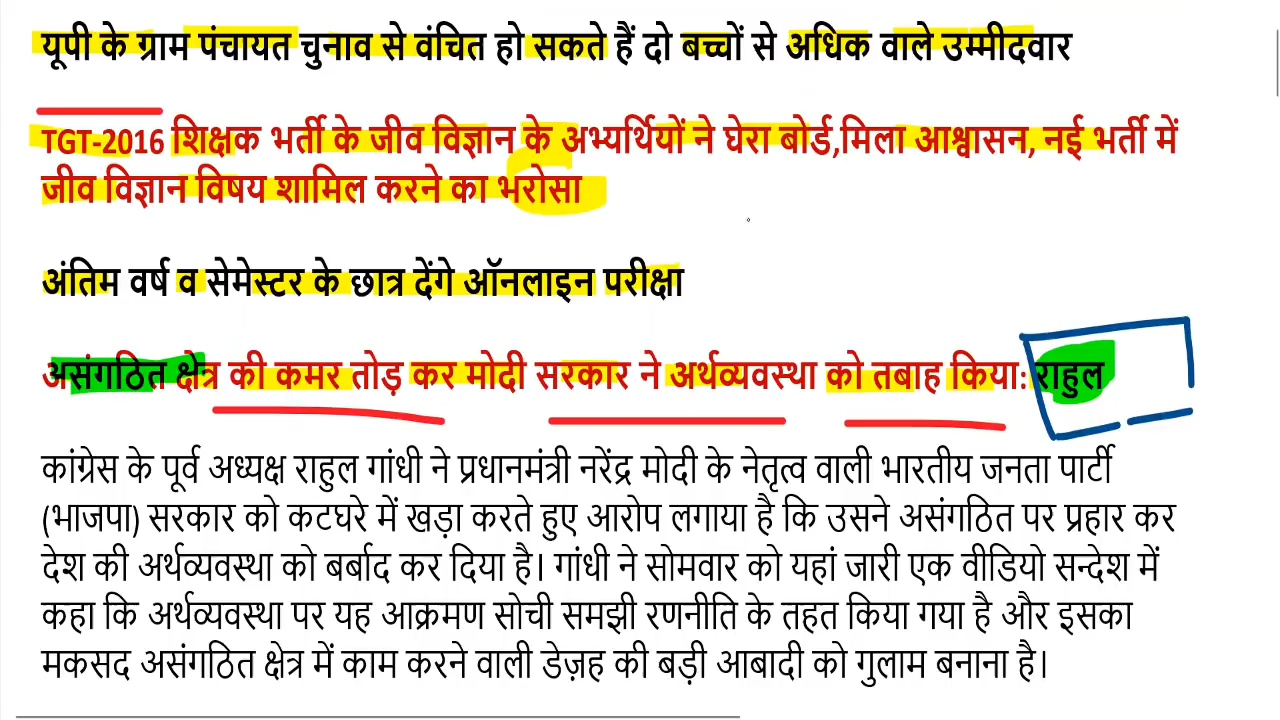 यूपी के ग्राम पंचायत चुनाव से वंचित हो सकते हैं दो बच्चों से अधिक वाले उम्मीदवार
TGT-2016 शिक्षक भर्ती के जीव विज्ञान के अभ्यर्थियों ने घेरा बोर्ड,मिला आश्वासन, नई भर्ती में
जीव विज्ञान विषय शामिल करने का भरोसा
अंतिम वर्ष व सेमेस्टर के छात्र देंगे ऑनलाइन परीक्षा
असंगठित क्षेत्र की कमर तोड़ कर मोदी सरकार ने अर्थव्यवस्था को तबाह किया: राहुल
कांग्रेस के पूर्व अध्यक्ष राहुल गांधी ने प्रधानमंत्री नरेंद्र मोदी के नेतृत्व वाली भारतीय जनता पार्टी
(भाजपा) सरकार को कटघरे में खड़ा करते हुए आरोप लगाया है कि उसने असंगठित पर प्रहार कर
देश की अर्थव्यवस्था को बर्बाद कर दिया है। गांधी ने सोमवार को यहां जारी एक वीडियो सन्देश में
कहा कि अर्थव्यवस्था पर यह आक्रमण सोची समझी रणनीति के तहत किया गया है और इसका
मकसद असंगठित क्षेत्र में काम करने वाली डेज़ह की बड़ी आबादी को गुलाम बनाना है।